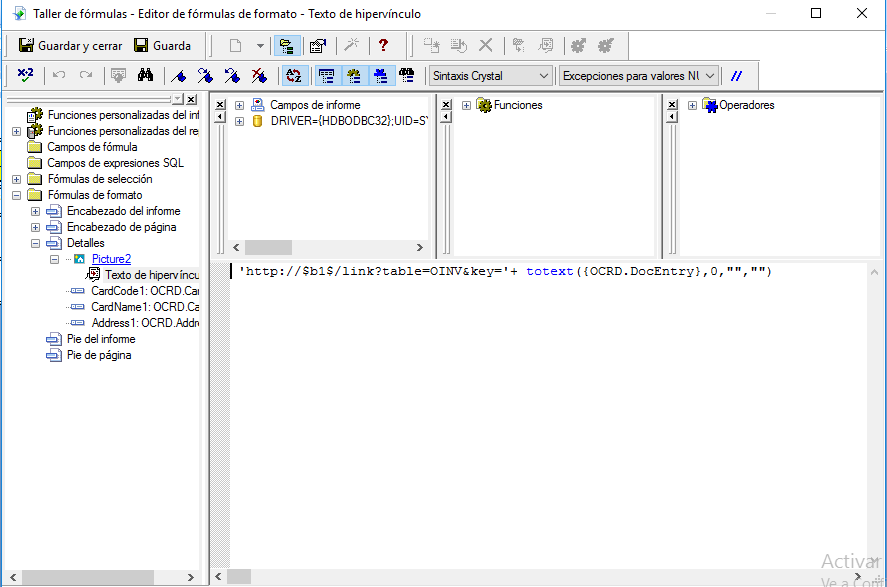 Taller de fórmulas - Editor de fórmulas de formato - Texto de hipervínculo
Guardar y cerrar Guarda
Sintaxis Crystal Excepciones para valores NU
Funciones personalizadas del inf
Funciones personalizadas del re
Campos de fórmula
Campos de expresiones SQL
Fórmulas de selección
Fórmulas de formato
Encabezado del informe
Encabezado de página
Detalles
Picture2
Texto de hipervíncu
CardCode1: OCRD.Car
CardName1: OCRD.Ca
Address1: OCRD.Addr
Pie del informe
Pie de página
Campos de informe
DRIVER={HDBODBC32};UID=SY
Funciones
Operadores
'http://$b1$/link?table=OINV&key='+ totext({OCRD.DocEntry},0,"","")
Activar
Ve a Conf